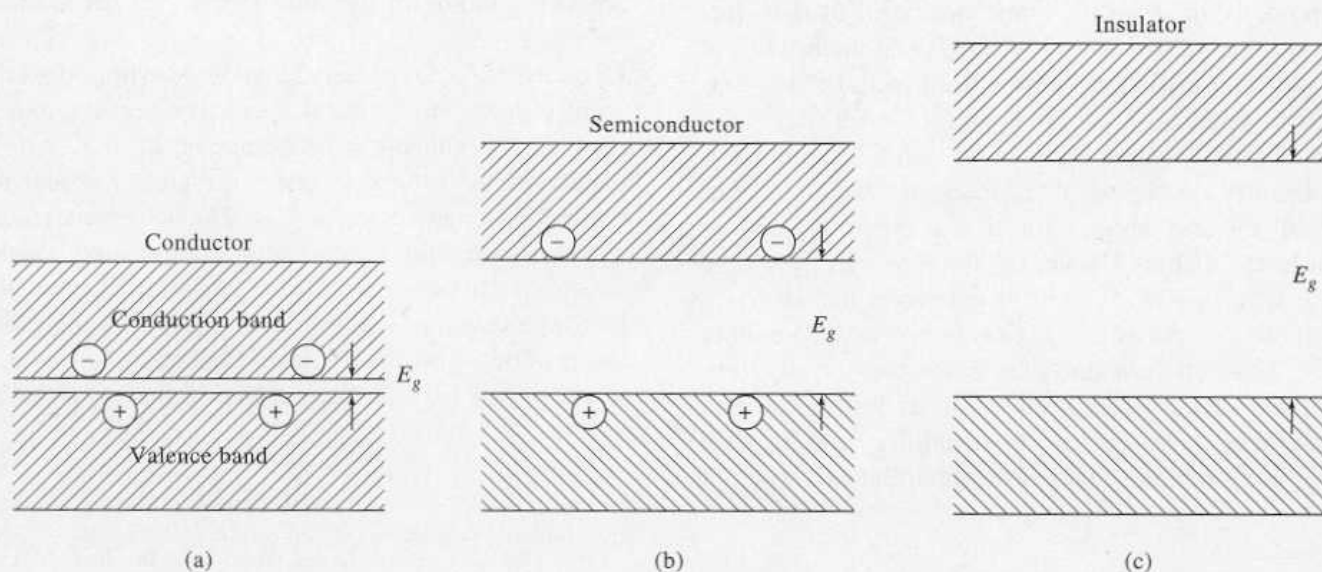 Conductor
Conduction band
−
−
E_g
+
+
Valence band
(a)
Semiconductor
−
−
E_g
+
+
(b)
Insulator
E_g
(c)